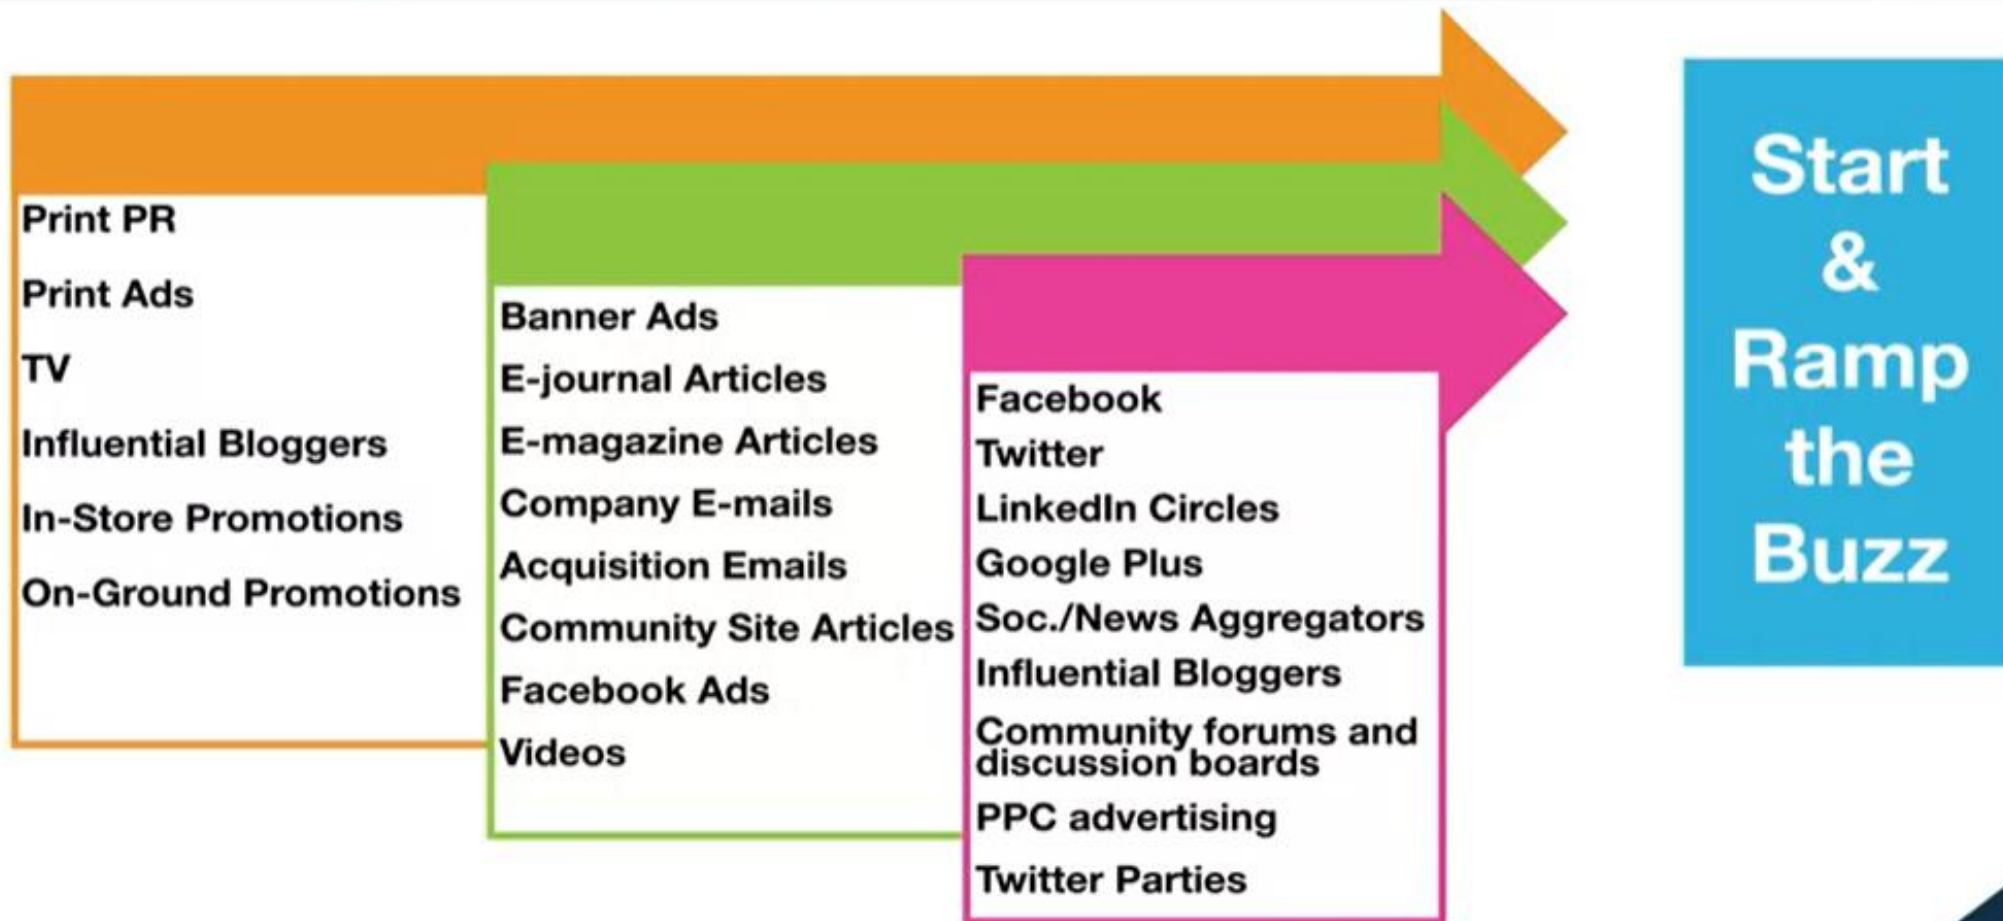 Print PR
Print Ads
TV
Influential Bloggers
In-Store Promotions
On-Ground Promotions
Banner Ads
E-journal Articles
E-magazine Articles
Company E-mails
Acquisition Emails
Community Site Articles
Facebook Ads
Videos
Facebook
Twitter
LinkedIn Circles
Google Plus
Soc./News Aggregators
Influential Bloggers
Community forums and
discussion boards
PPC advertising
Twitter Parties
Start
&
Ramp
the
Buzz